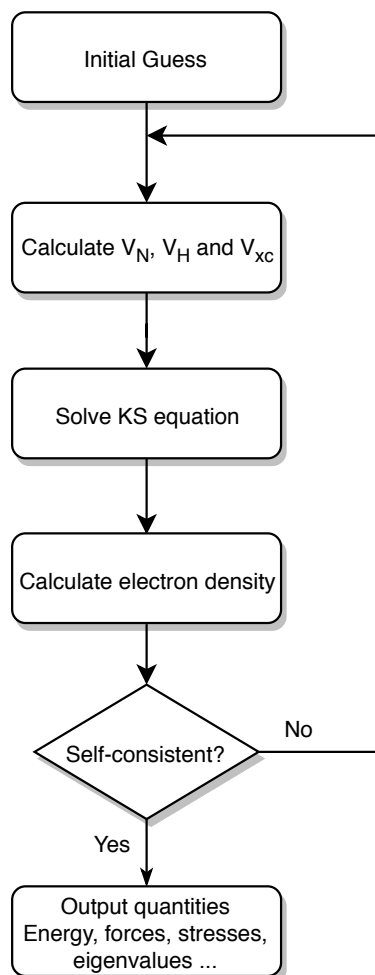 Initial Guess
Calculate V_N, V_H and V_xc
Solve KS equation
Calculate electron density
Self-consistent?
No
Yes
Output quantities
Energy, forces, stresses,
eigenvalues ...